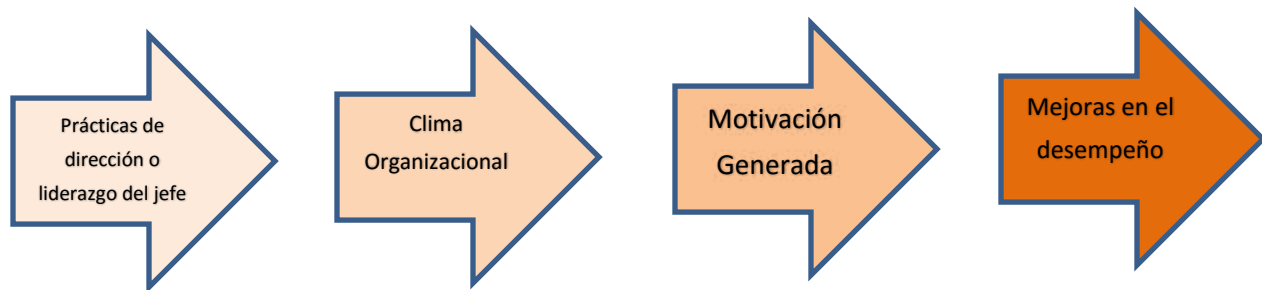 Prácticas de
dirección o
liderazgo del jefe
Clima
Organizacional
Motivación
Generada
Mejoras en el
desempeño